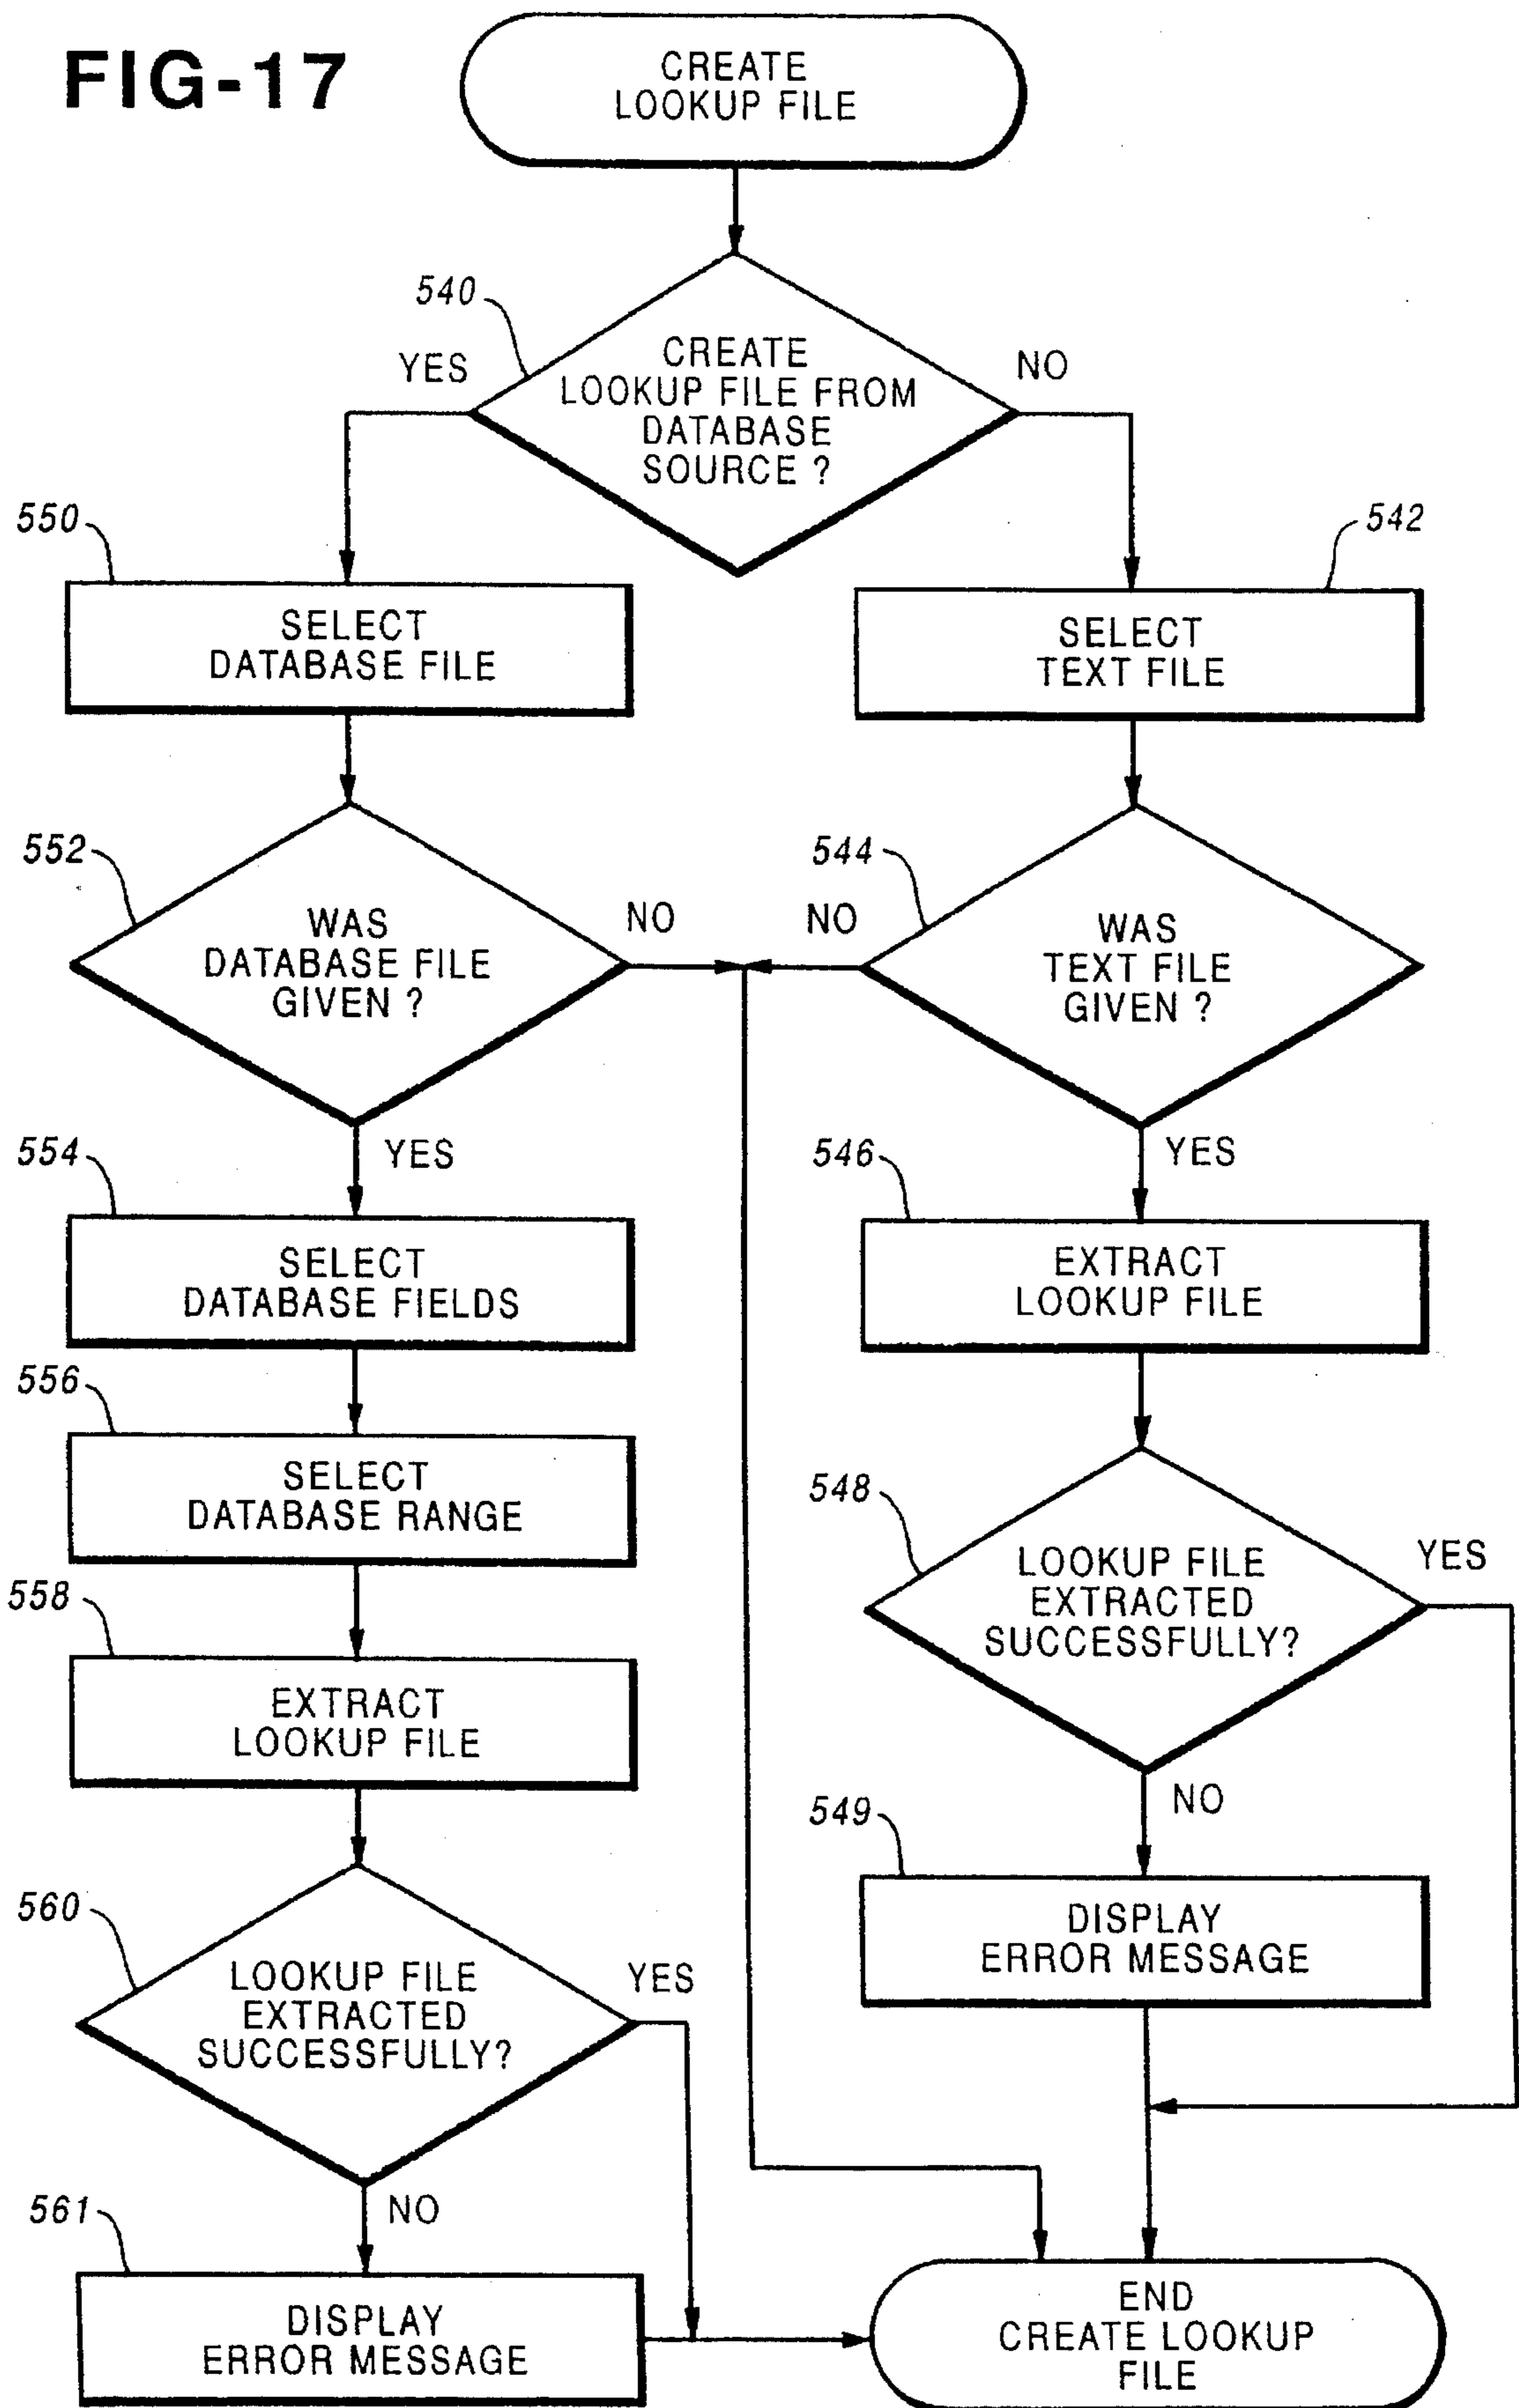 FIG-17
CREATE
LOOKUP FILE
540
YES
CREATE
LOOKUP FILE FROM
DATABASE
SOURCE ?
NO
550
SELECT
DATABASE FILE
542
SELECT
TEXT FILE
552
WAS
DATABASE FILE
GIVEN ?
NO
544
NO
WAS
TEXT FILE
GIVEN ?
YES
YES
554
SELECT
DATABASE FIELDS
546
EXTRACT
LOOKUP FILE
556
SELECT
DATABASE RANGE
548
LOOKUP FILE
EXTRACTED
SUCCESSFULLY?
YES
558
EXTRACT
LOOKUP FILE
NO
549
DISPLAY
ERROR MESSAGE
560
LOOKUP FILE
EXTRACTED
SUCCESSFULLY?
YES
NO
561
DISPLAY
ERROR MESSAGE
END
CREATE LOOKUP
FILE